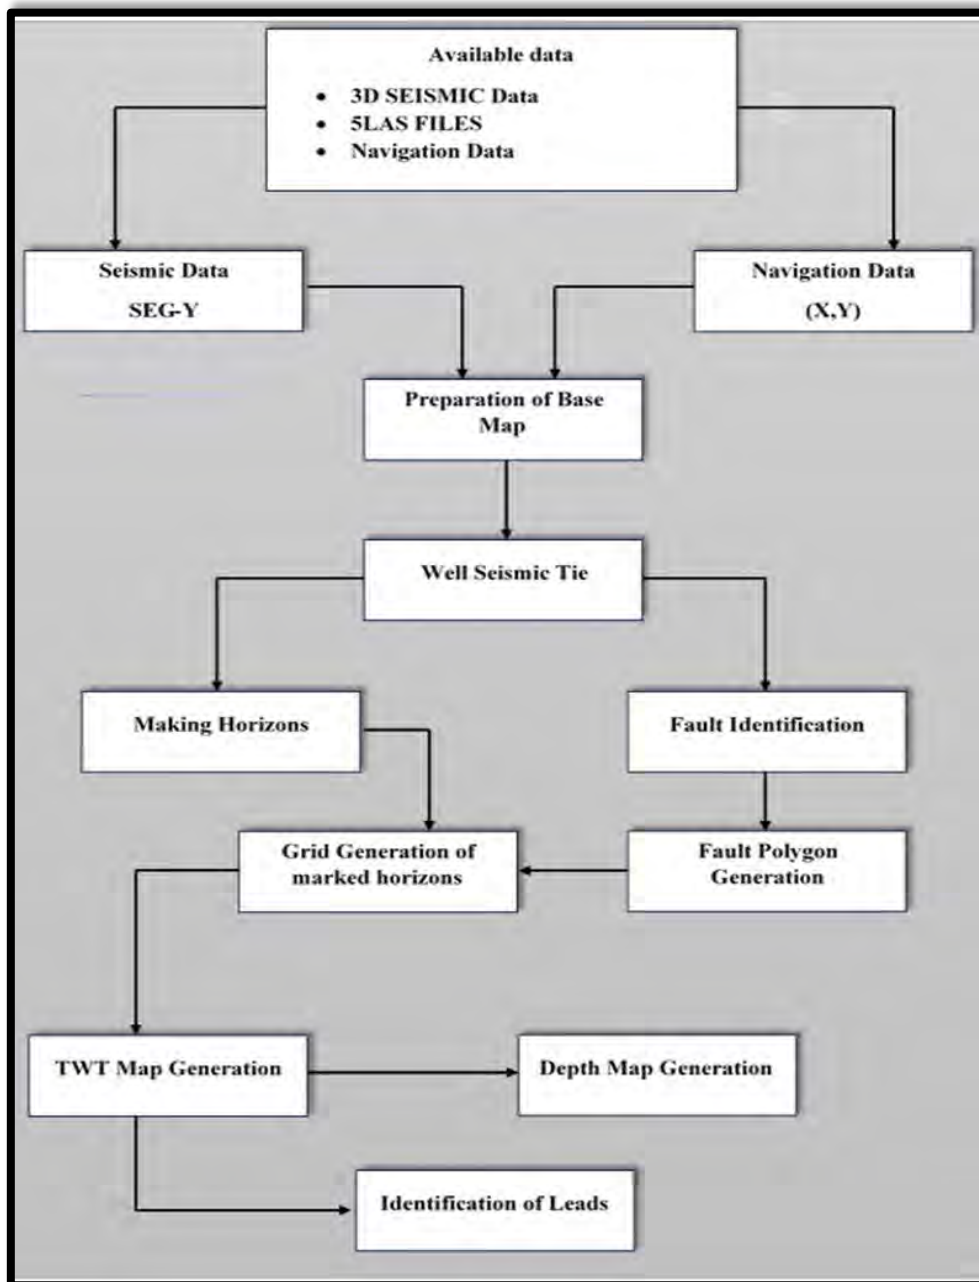 Available data
• 3D SEISMIC Data
• 5LAS FILES
• Navigation Data
Seismic Data
SEG-Y
Navigation Data
(X,Y)
Preparation of Base
Map
Well Seismic Tie
Making Horizons
Fault Identification
Grid Generation of
marked horizons
Fault Polygon
Generation
TWT Map Generation
Depth Map Generation
Identification of Leads